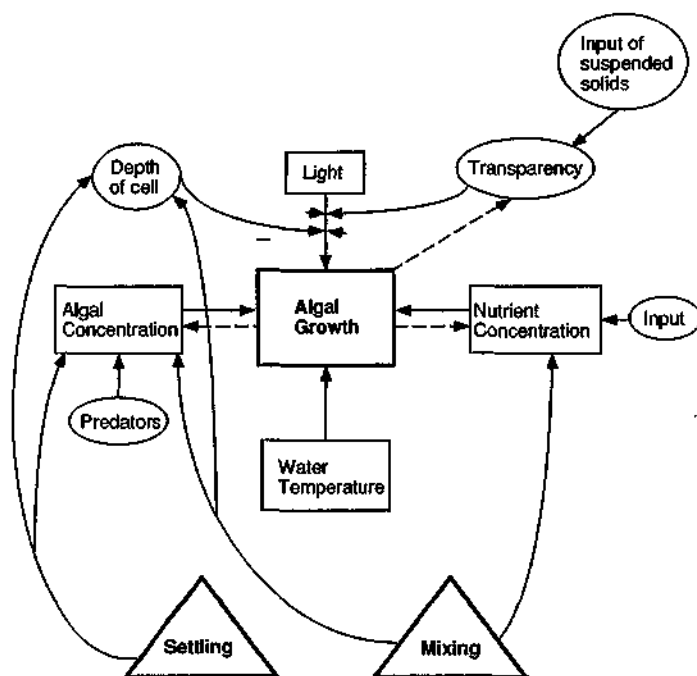 Input of
suspended
solids
Depth
of cell
Light
Transparency
Algal
Concentration
Algal
Growth
Nutrient
Concentration
Input
Predators
Water
Temperature
Settling
Mixing